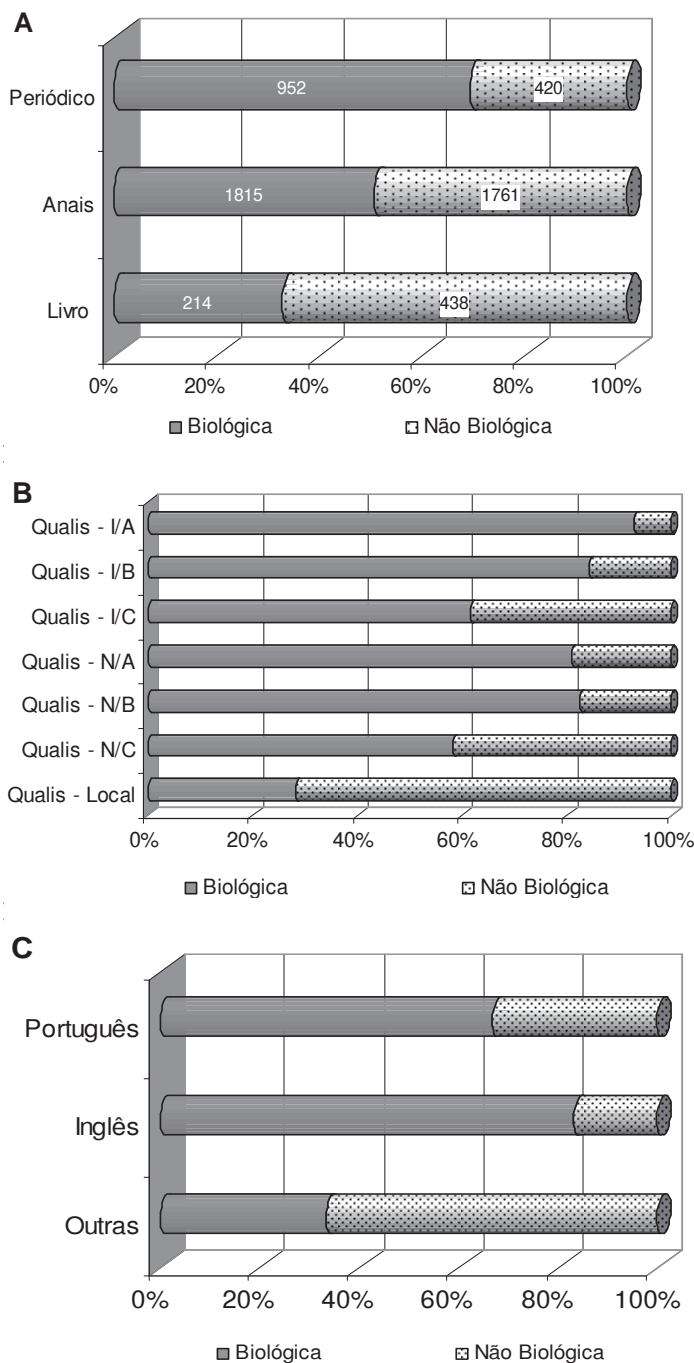 A
Periódico
952
420
Anais
1815
1761
Livro
214
438
0% 20% 40% 60% 80% 100%
Biológica Não Biológica
B
Qualis - I/A
Qualis - I/B
Qualis - I/C
Qualis - N/A
Qualis - N/B
Qualis - N/C
Qualis - Local
0% 20% 40% 60% 80% 100%
Biológica Não Biológica
C
Português
Inglês
Outras
0% 20% 40% 60% 80% 100%
Biológica Não Biológica